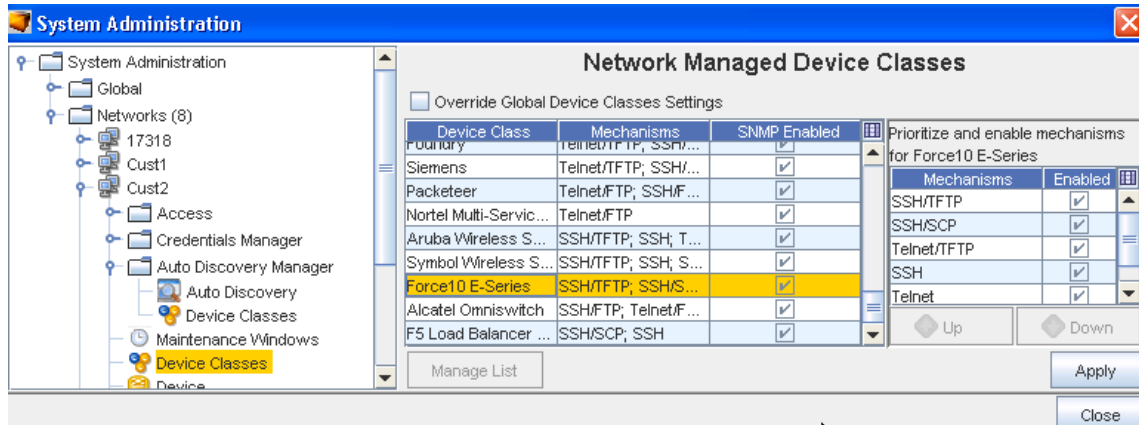 System Administration
System Administration
Global
Networks (8)
17318
Cust1
Cust2
Access
Credentials Manager
Auto Discovery Manager
Auto Discovery
Device Classes
Maintenance Windows
Device Classes
Device
Network Managed Device Classes
Override Global Device Classes Settings
Device Class Mechanisms SNMP Enabled
Foundry Telnet/TFTP; SSH/...
Siemens Telnet/TFTP; SSH/...
Packeteer Telnet/FTP; SSH/F...
Nortel Multi-Servic... Telnet/FTP
Aruba Wireless S... SSH/TFTP; SSH; T...
Symbol Wireless S... SSH/TFTP; SSH; S...
Force10 E-Series SSH/TFTP; SSH/S...
Alcatel Omniswitch SSH/FTP; Telnet/F...
F5 Load Balancer ... SSH/SCP; SSH
Manage List
Prioritize and enable mechanisms
for Force10 E-Series
Mechanisms Enabled
SSH/TFTP
SSH/SCP
Telnet/TFTP
SSH
Telnet
Up Down
Apply
Close